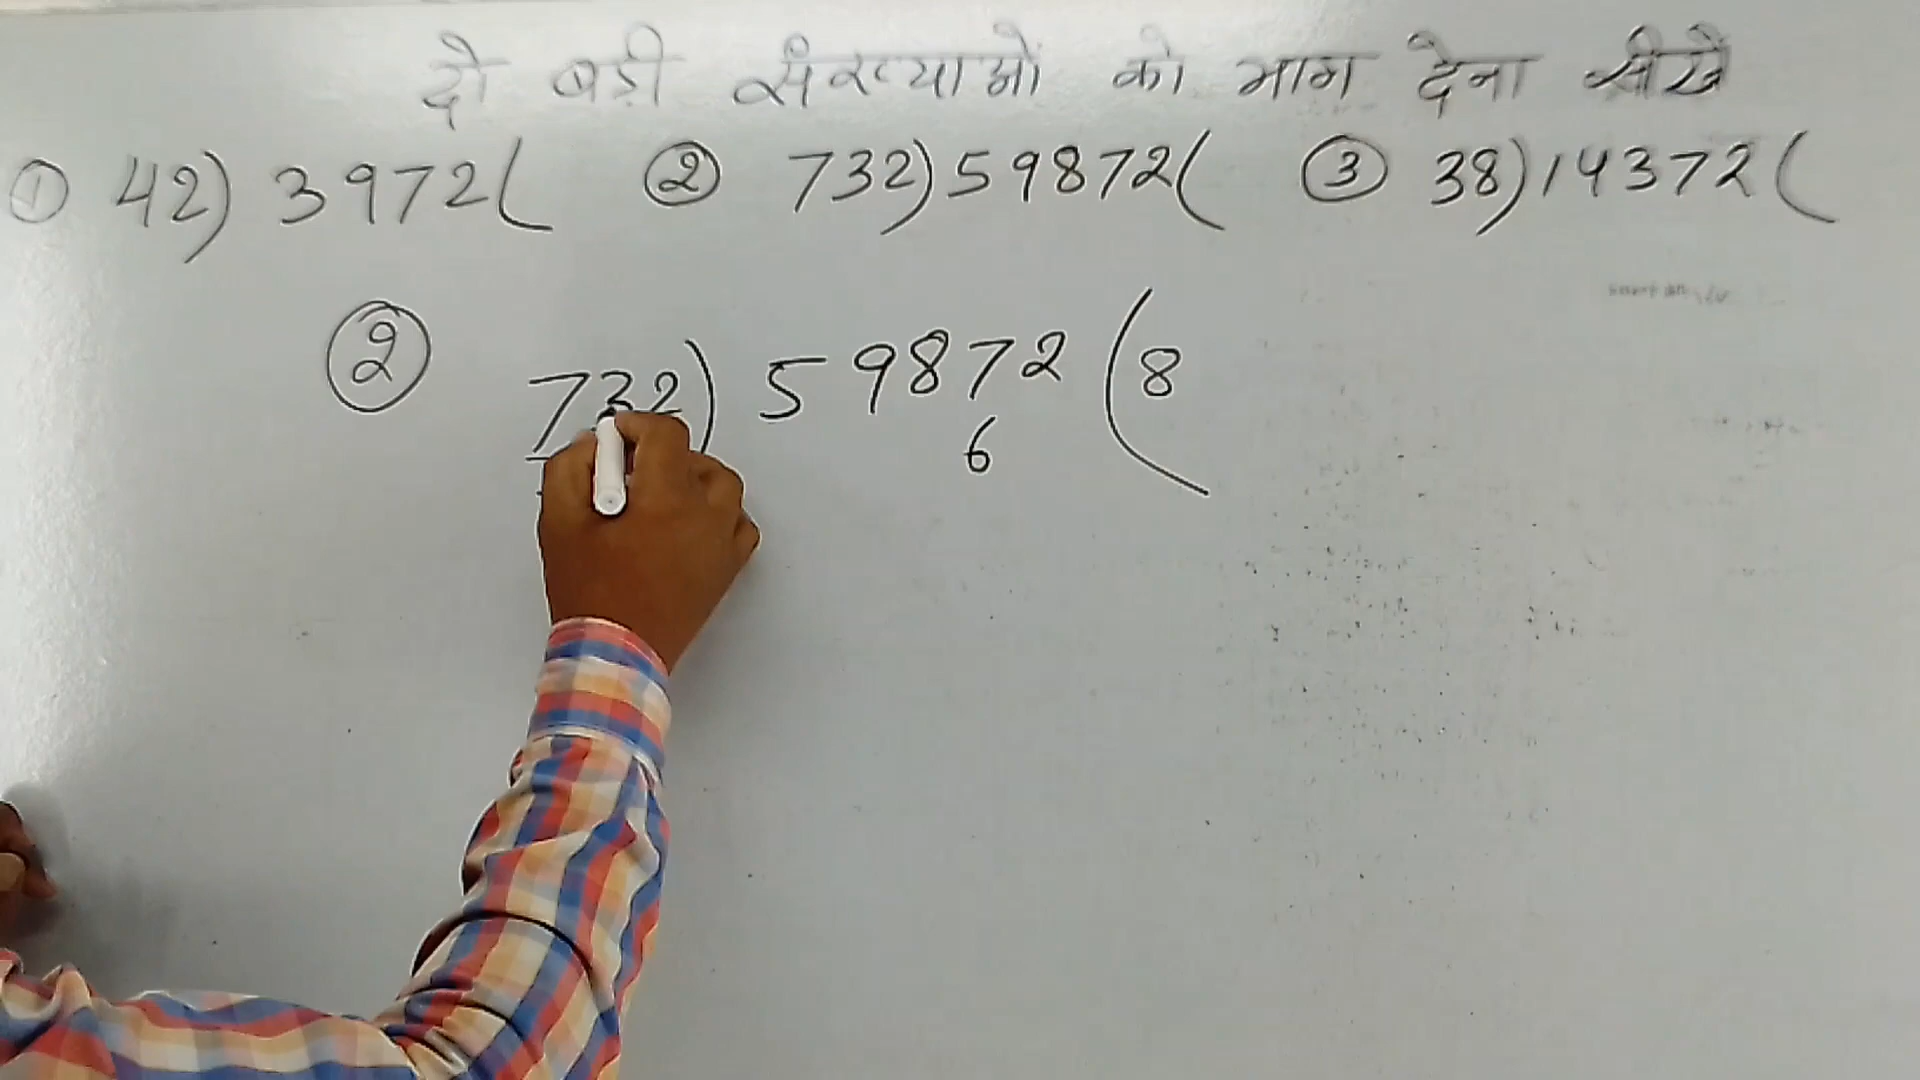 दो बड़ी संख्याओं को भाग देना सीखें
① 42) 3972( ② 732) 59872( ③ 38) 14372(
② 732) 59872 (8
6